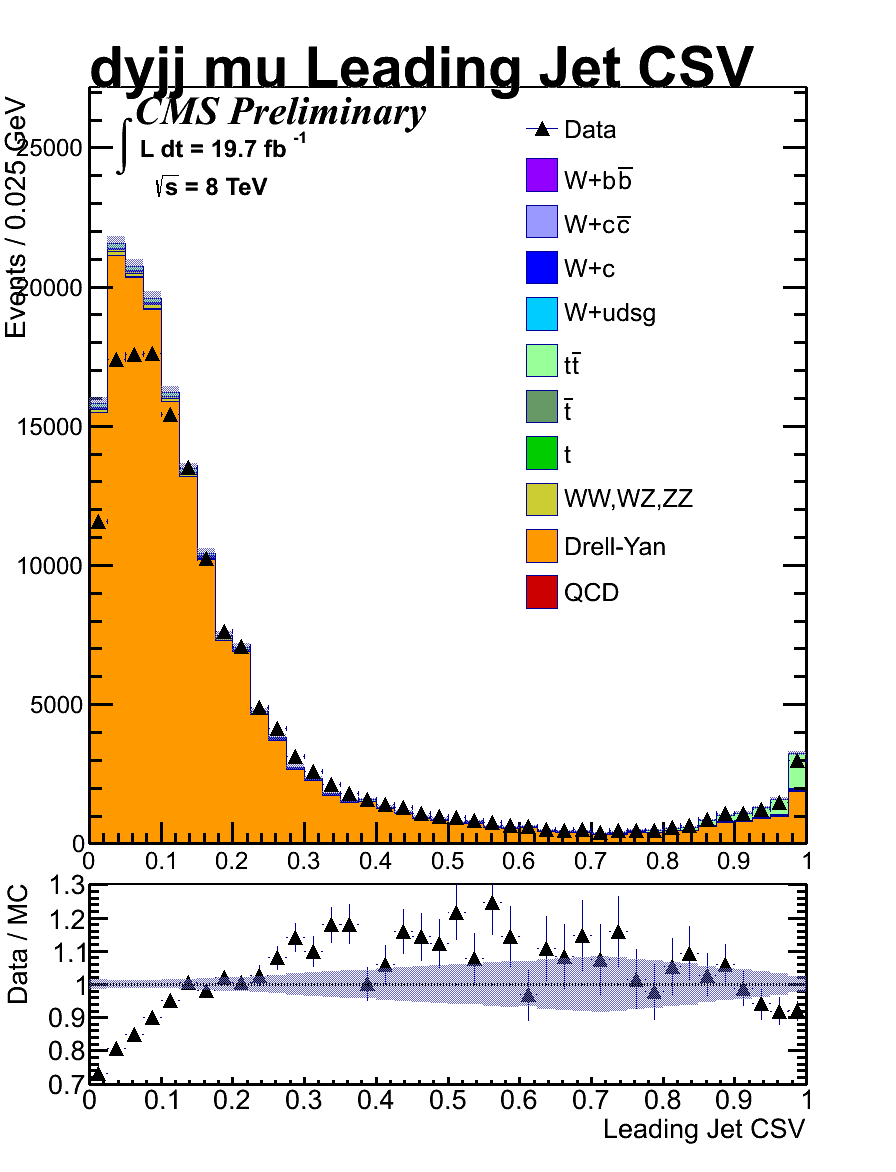 dyjj mu Leading Jet CSV
CMS Preliminary
∫ L dt = 19.7 fb⁻¹
√s = 8 TeV
Events / 0.025 GeV
25000
20000
15000
10000
5000
0
0 0.1 0.2 0.3 0.4 0.5 0.6 0.7 0.8 0.9 1
Data
W+bb̅
W+cc̅
W+c
W+udsg
tt̅
t̅
t
WW,WZ,ZZ
Drell-Yan
QCD
Data / MC
1.3
1.2
1.1
1
0.9
0.8
0.7
0 0.1 0.2 0.3 0.4 0.5 0.6 0.7 0.8 0.9 1
Leading Jet CSV